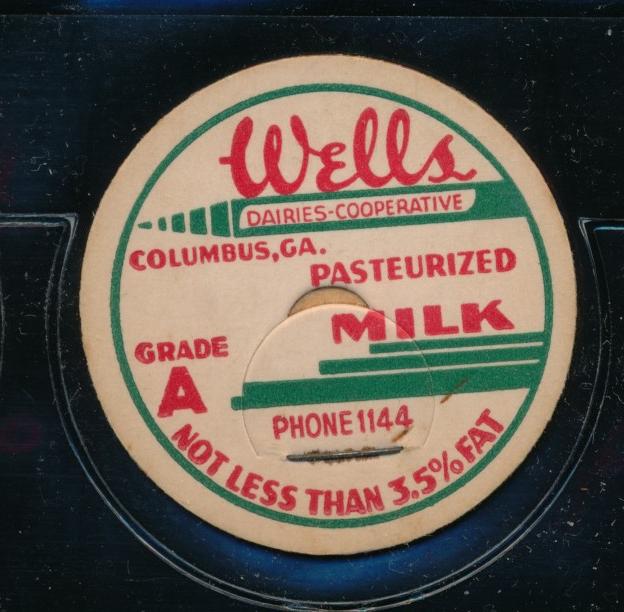 Wells
DAIRIES-COOPERATIVE
COLUMBUS,GA.
PASTEURIZED
MILK
GRADE
A
PHONE 1144
NOT LESS THAN 3.5% FAT